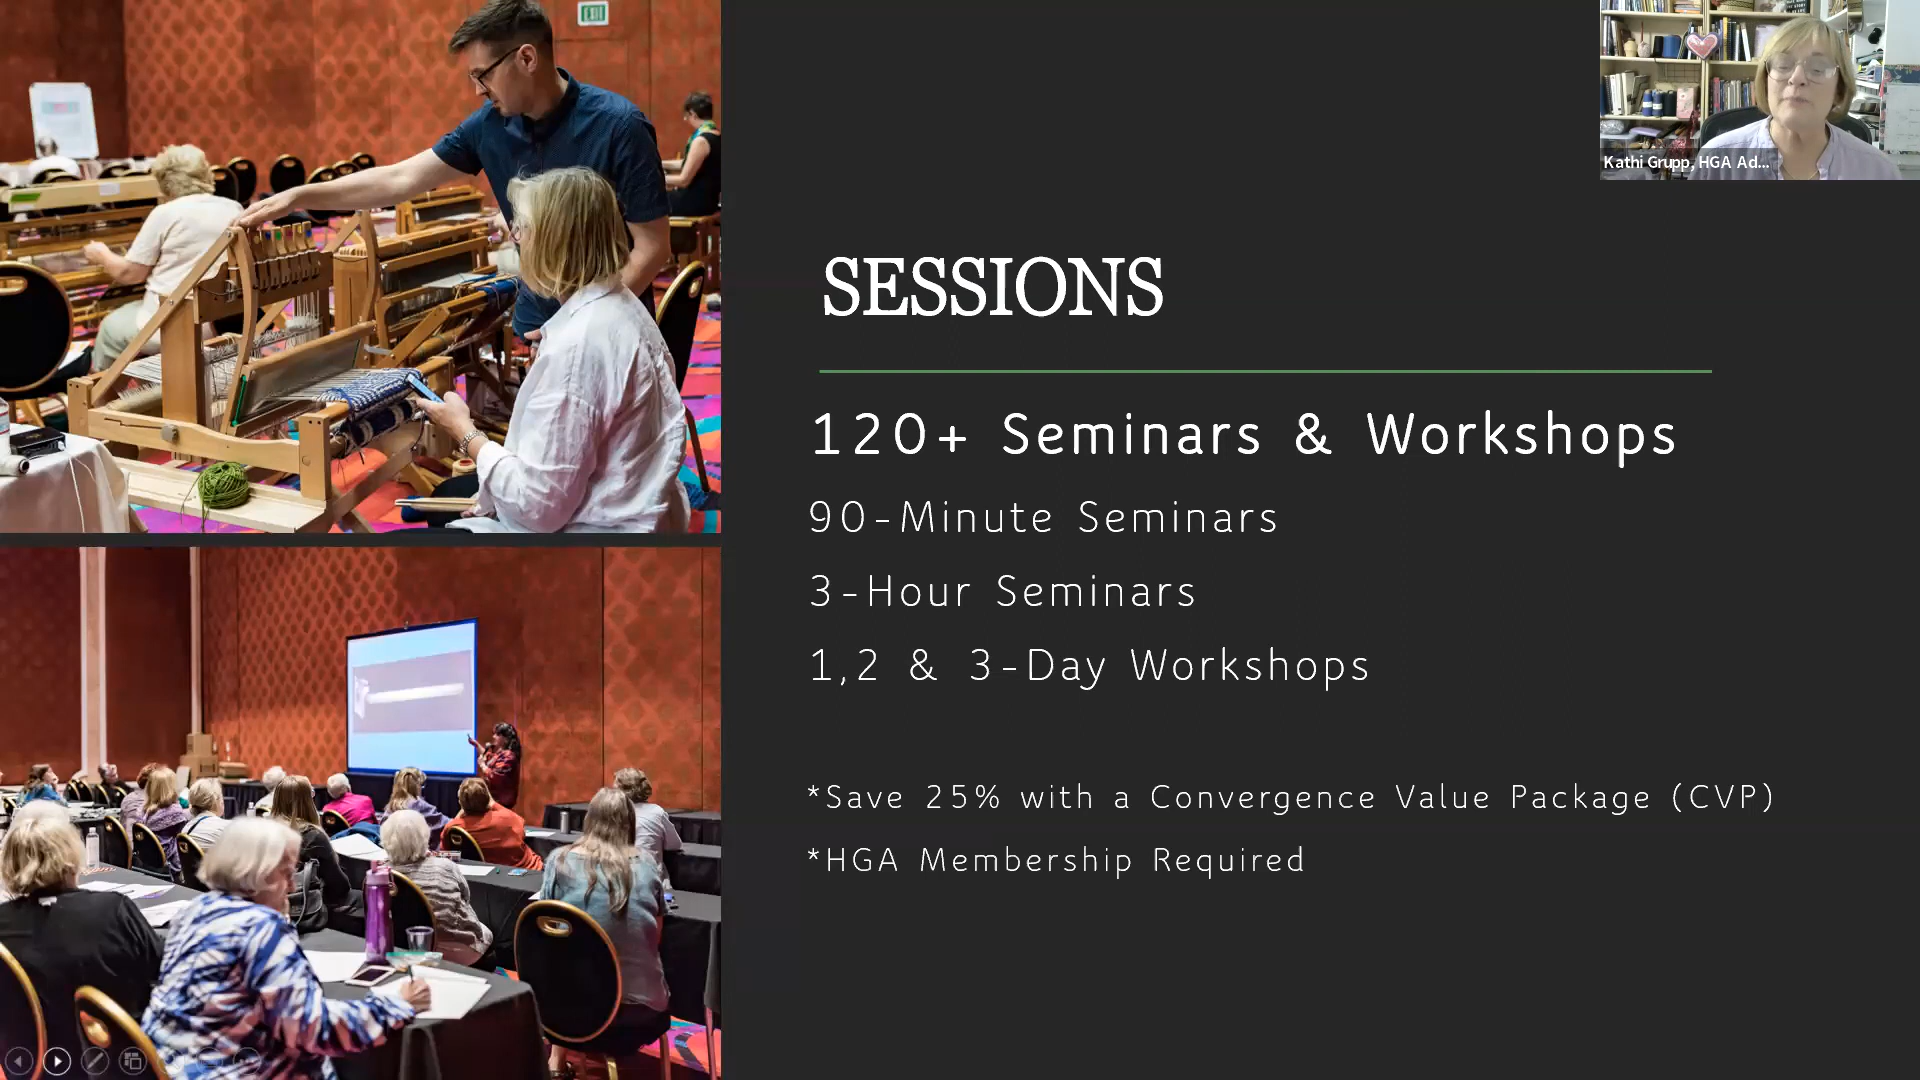 EXIT
Kathi Grupp, HGA Ad...
SESSIONS
120+ Seminars & Workshops
90-Minute Seminars
3-Hour Seminars
1,2 & 3-Day Workshops
*Save 25% with a Convergence Value Package (CVP)
*HGA Membership Required